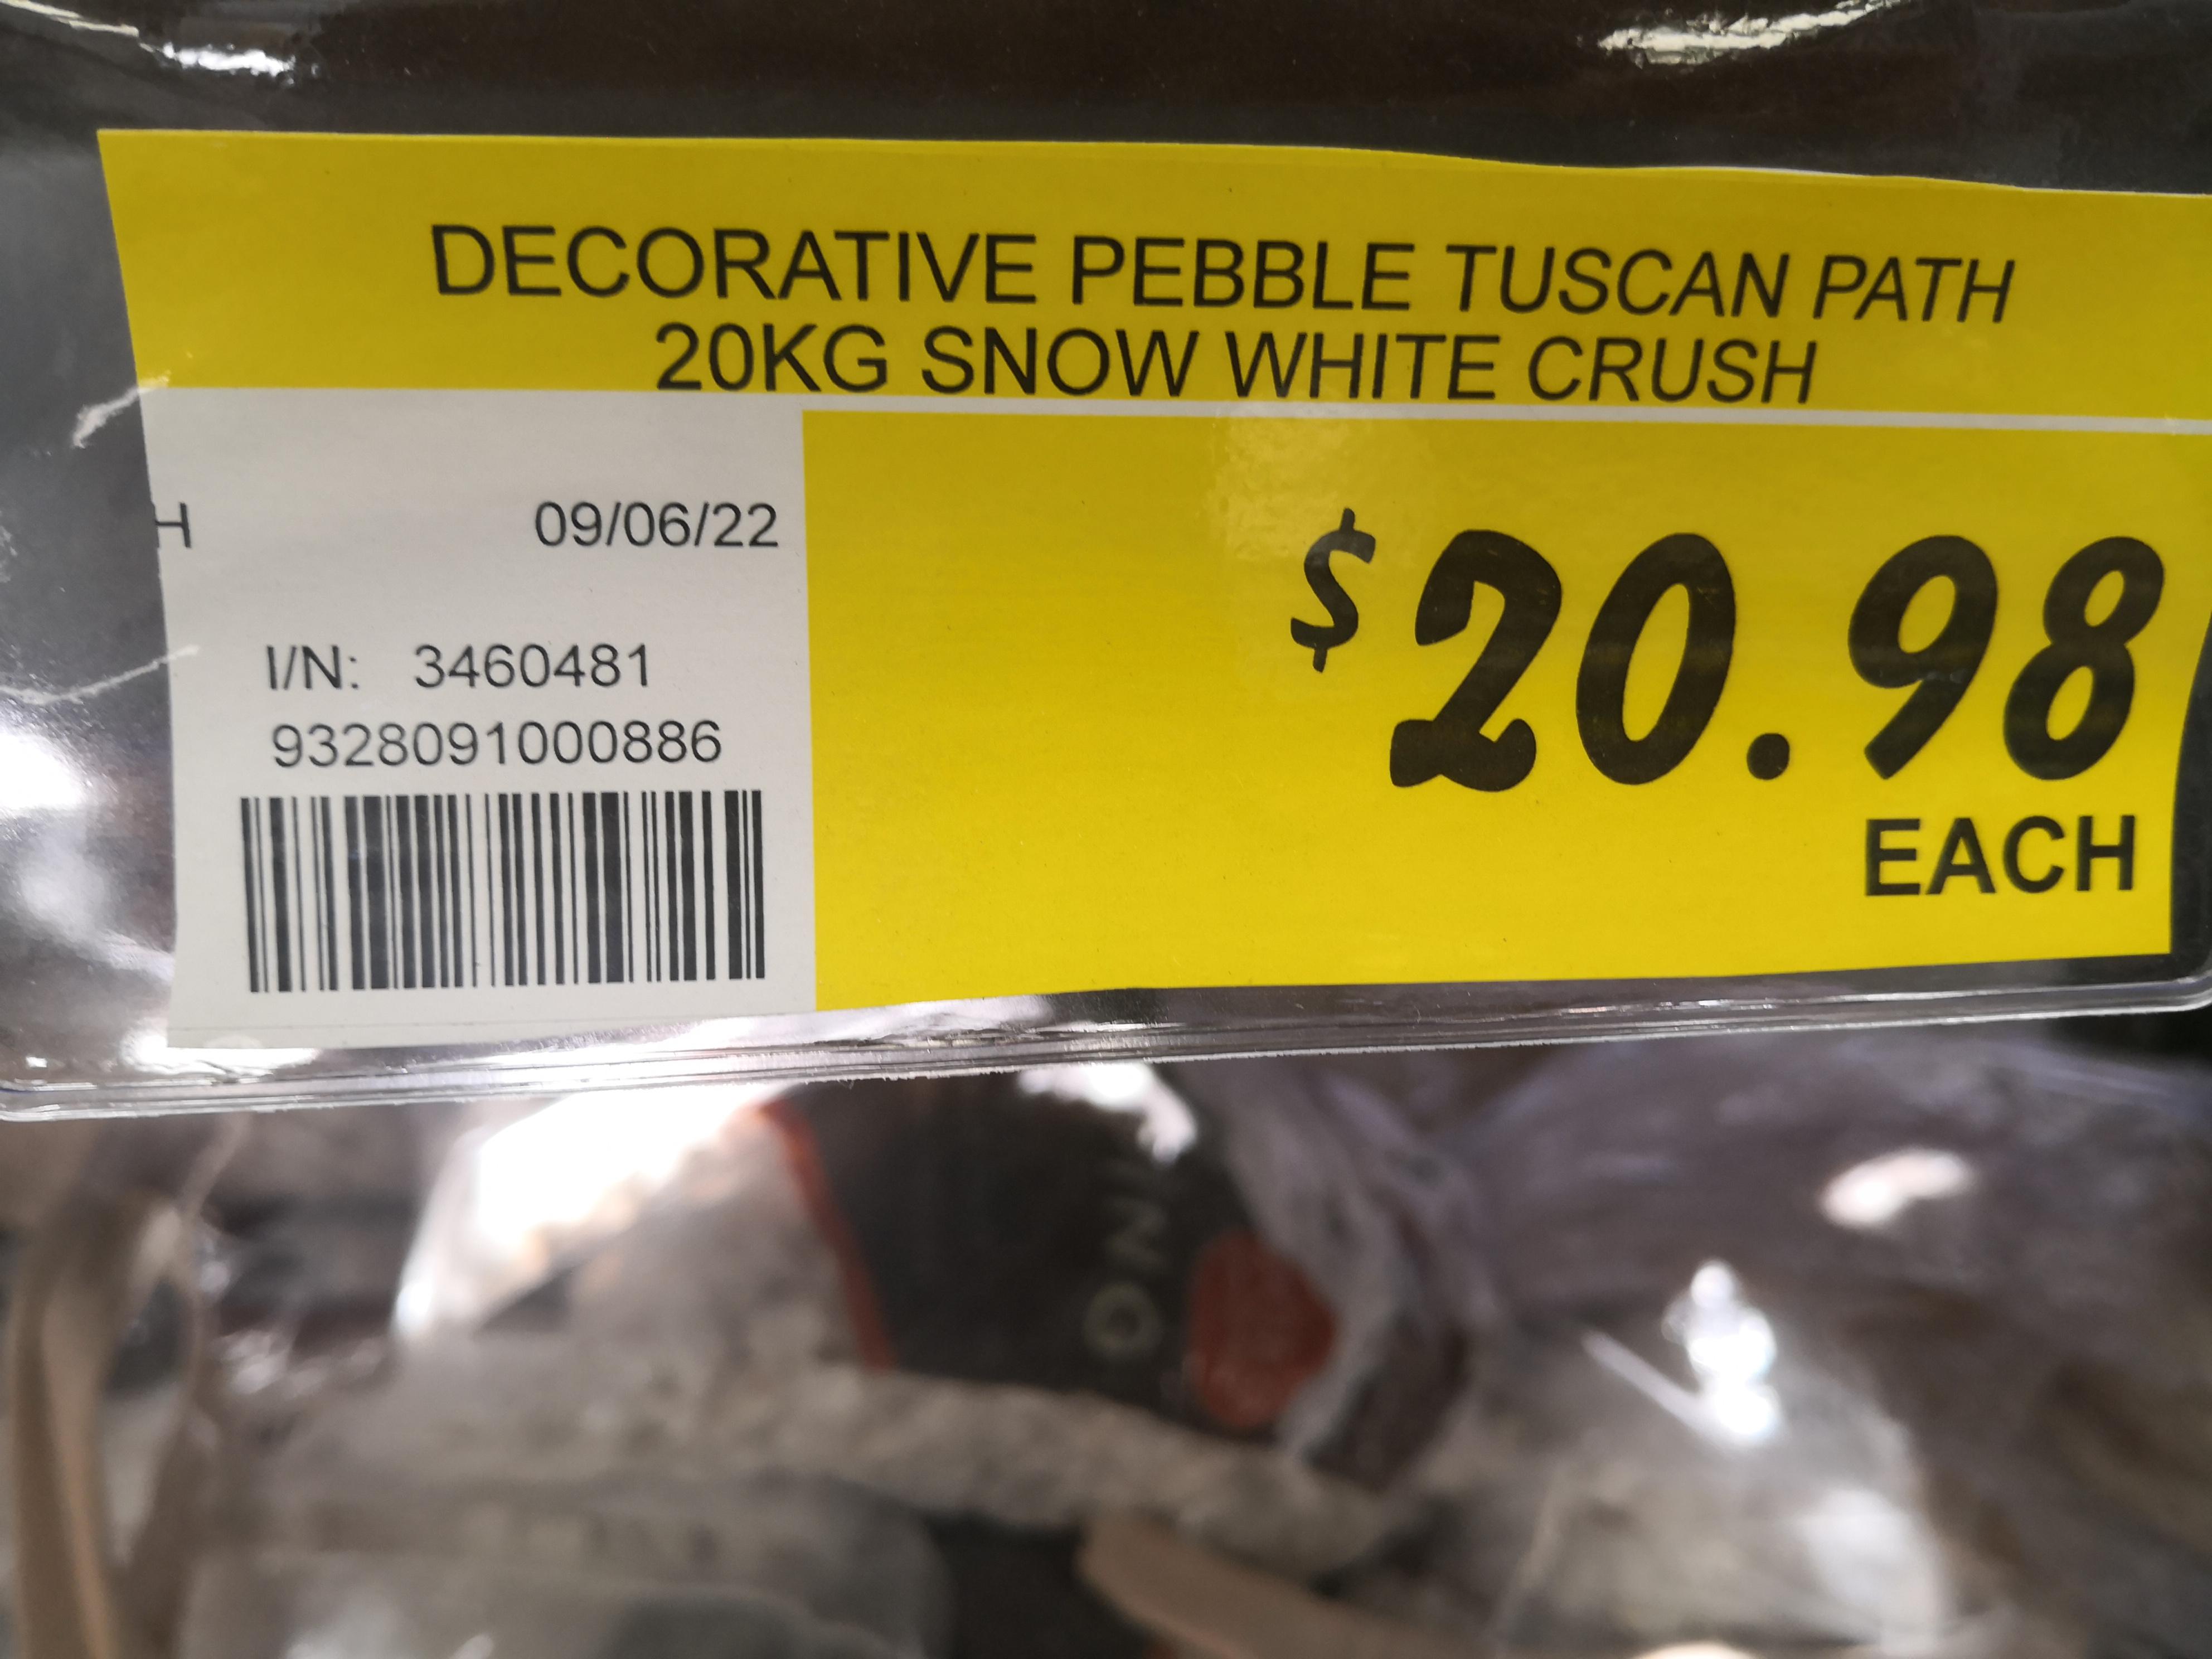 DECORATIVE PEBBLE TUSCAN PATH
20KG SNOW WHITE CRUSH
H 09/06/22
I/N: 3460481
9328091000886
$20.98
EACH